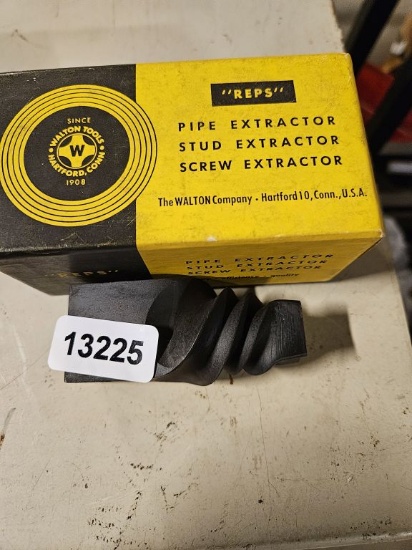 "REPS"
PIPE EXTRACTOR
STUD EXTRACTOR
SCREW EXTRACTOR
The WALTON Company • Hartford 10, Conn., U.S.A.
SINCE
WALTON TOOLS
W
HARTFORD, CONN.
1908
"REPS"
PIPE EXTRACTOR
STUD EXTRACTOR
SCREW EXTRACTOR
13225